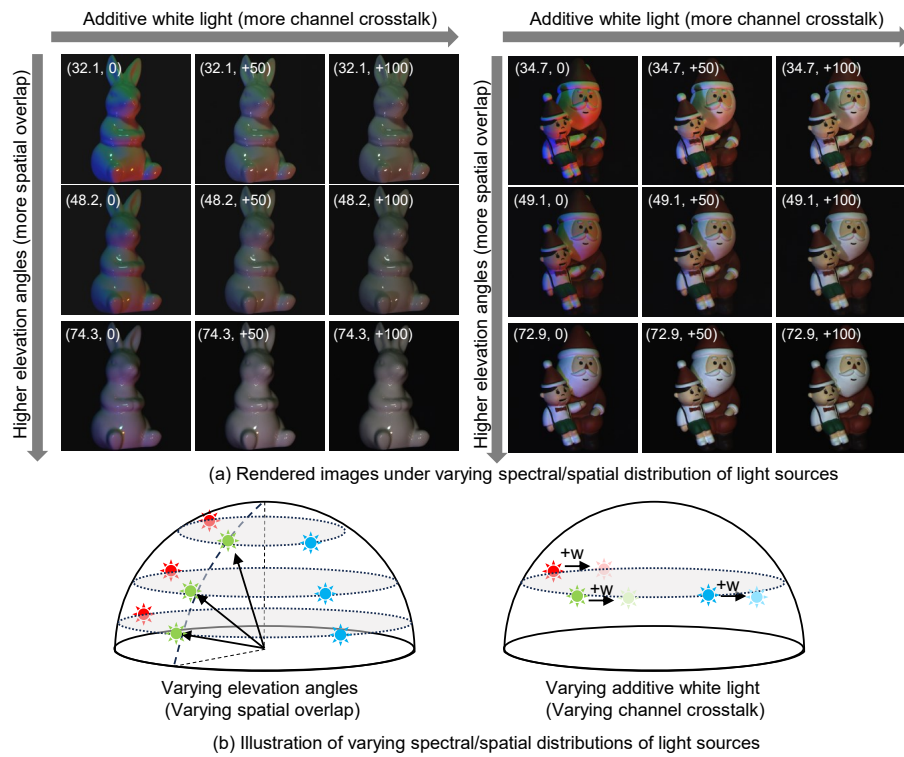 Additive white light (more channel crosstalk)
Additive white light (more channel crosstalk)
Higher elevation angles (more spatial overlap)
(32.1, 0)
(32.1, +50)
(32.1, +100)
(48.2, 0)
(48.2, +50)
(48.2, +100)
(74.3, 0)
(74.3, +50)
(74.3, +100)
Higher elevation angles (more spatial overlap)
(34.7, 0)
(34.7, +50)
(34.7, +100)
(49.1, 0)
(49.1, +50)
(49.1, +100)
(72.9, 0)
(72.9, +50)
(72.9, +100)
(a) Rendered images under varying spectral/spatial distribution of light sources
+w
+w
+w
Varying elevation angles
(Varying spatial overlap)
Varying additive white light
(Varying channel crosstalk)
(b) Illustration of varying spectral/spatial distributions of light sources